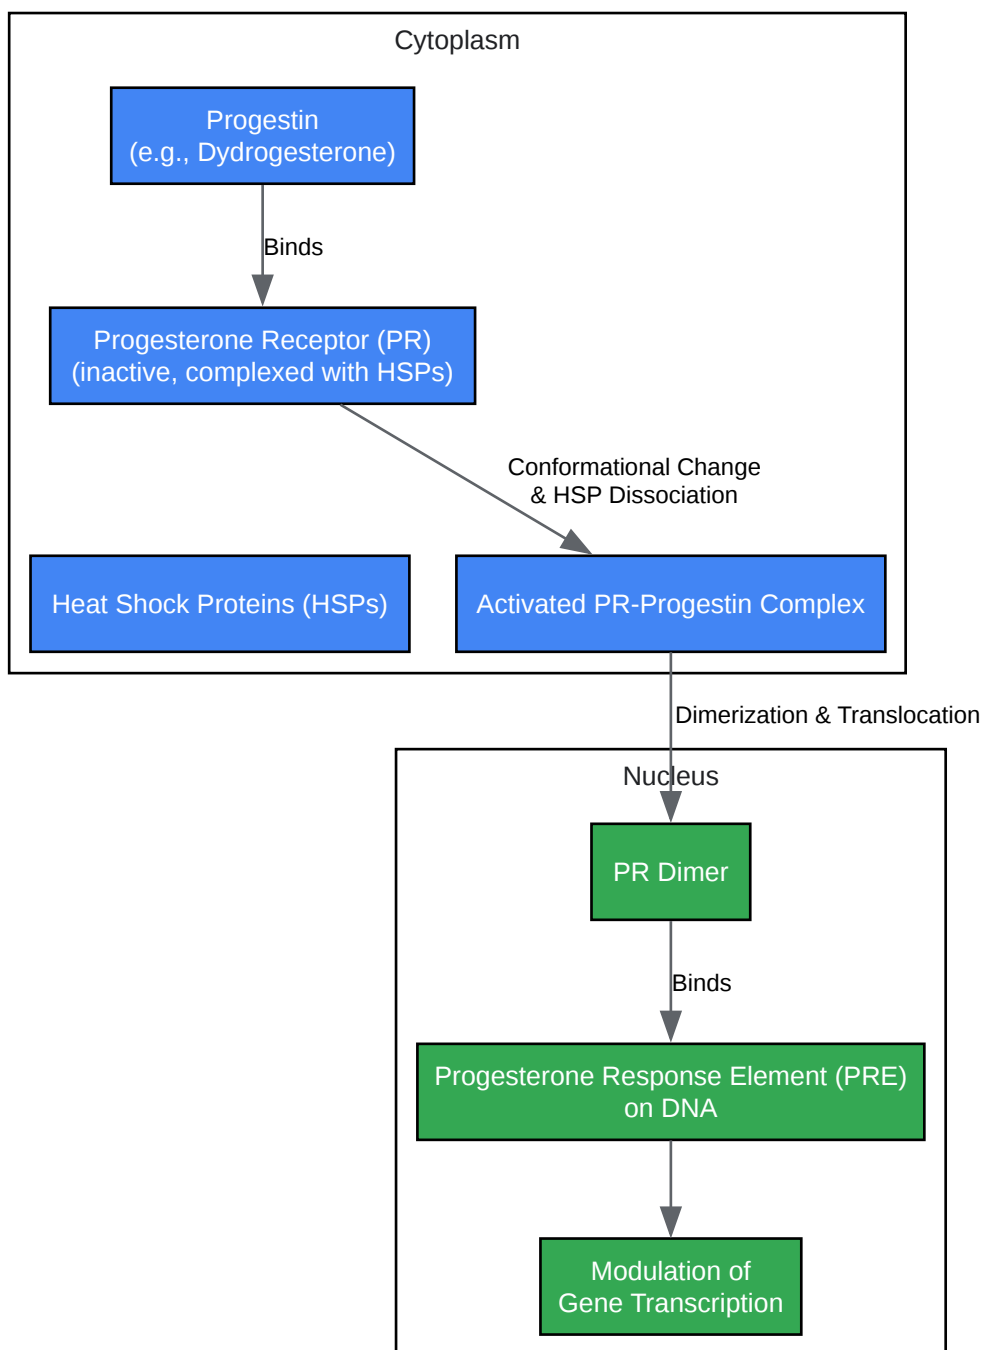 Cytoplasm
Progestin
(e.g., Dydrogesterone)
Binds
Progesterone Receptor (PR)
(inactive, complexed with HSPs)
Conformational Change
& HSP Dissociation
Heat Shock Proteins (HSPs)
Activated PR-Progestin Complex
Dimerization & Translocation
Nucleus
PR Dimer
Binds
Progesterone Response Element (PRE)
on DNA
Modulation of
Gene Transcription